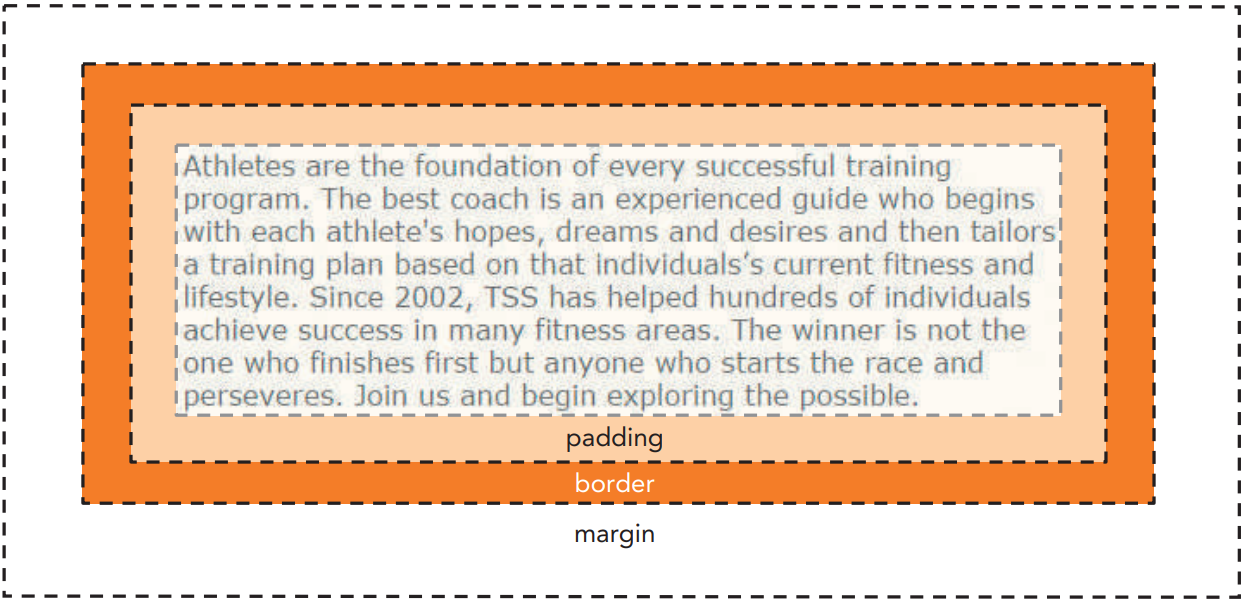 Athletes are the foundation of every successful training
program. The best coach is an experienced guide who begins
with each athlete's hopes, dreams and desires and then tailors
a training plan based on that individuals’s current fitness and
lifestyle. Since 2002, TSS has helped hundreds of individuals
achieve success in many fitness areas. The winner is not the
one who finishes first but anyone who starts the race and
perseveres. Join us and begin exploring the possible.
padding
border
margin